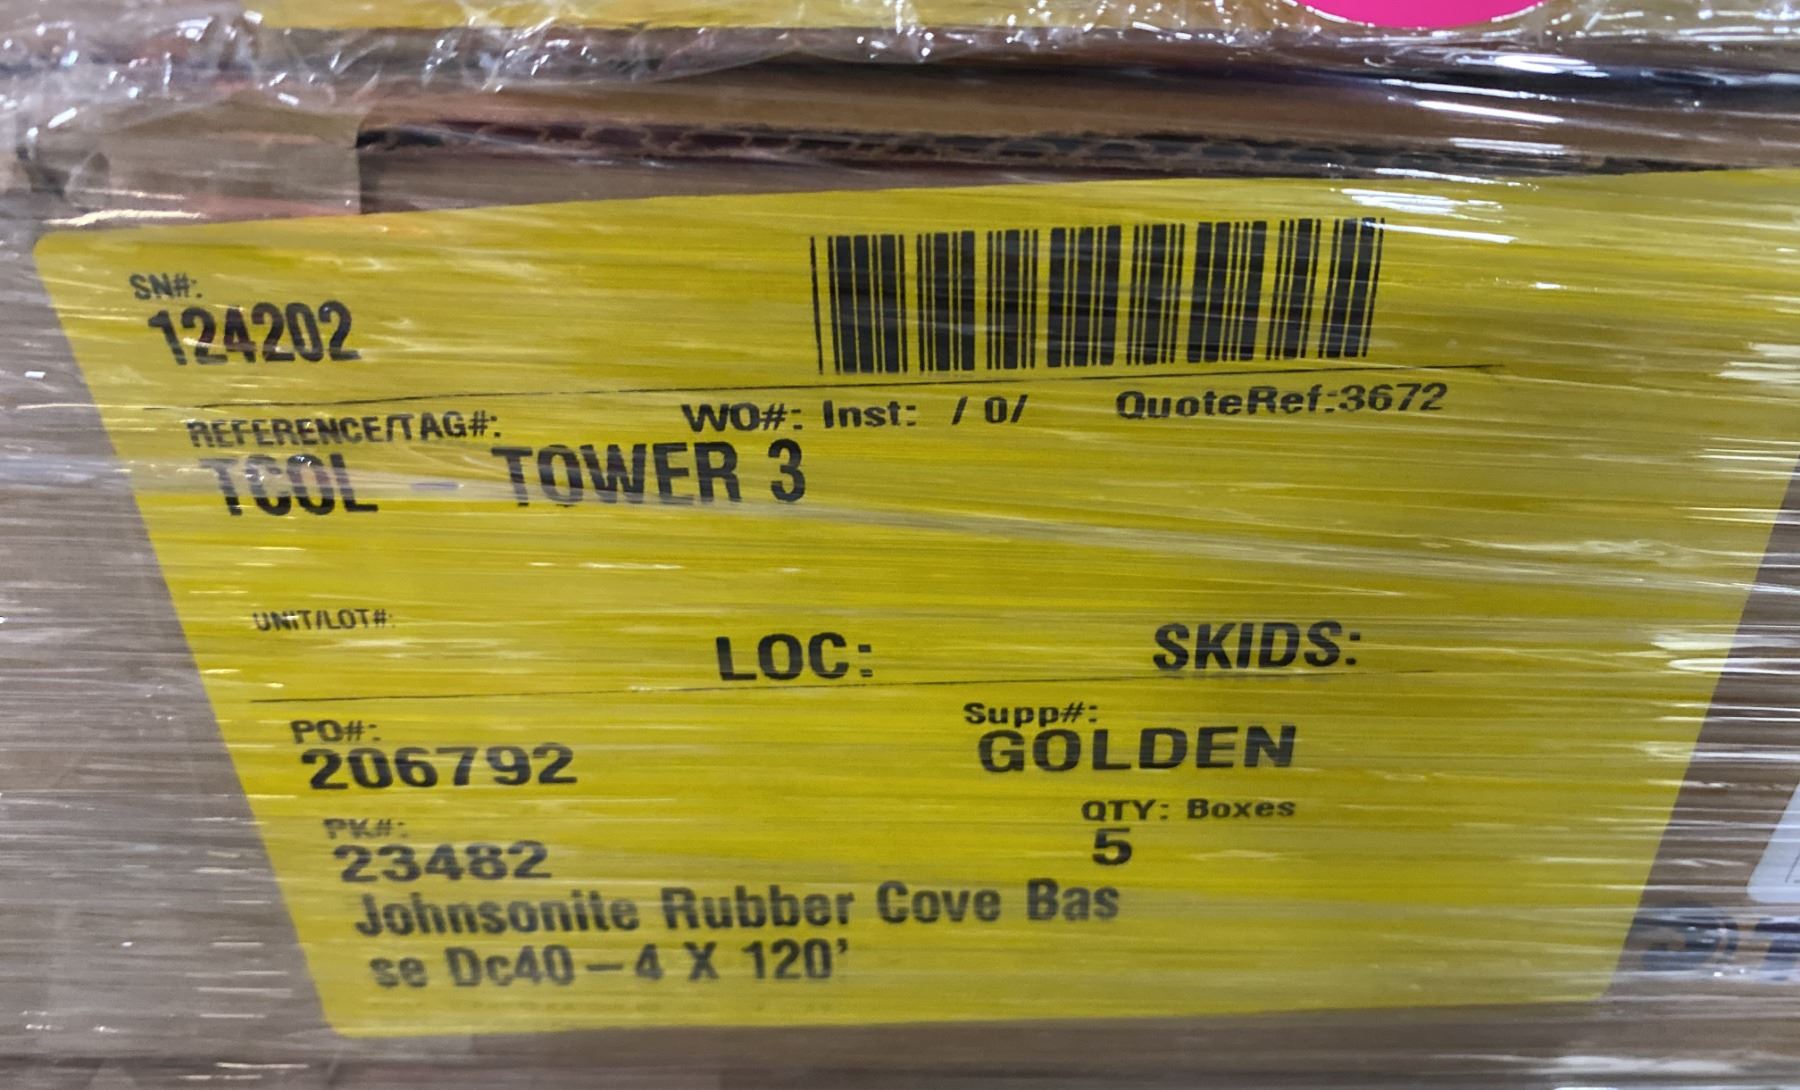 SN#:
124202
REFERENCE/TAG#: WO#: Inst: / 0/ QuoteRef:3672
TCOL - TOWER 3
UNIT/LOT#:
LOC: SKIDS:
PO#: Supp#:
206792 GOLDEN
PK#: QTY: Boxes
23482 5
Johnsonite Rubber Cove Bas
se Dc40-4 X 120'